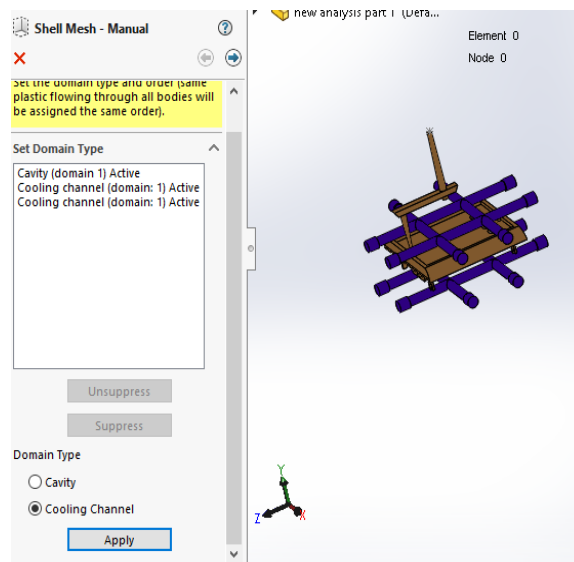 Shell Mesh - Manual
new analysis part 1 (Defa...
Element 0
Node 0
Set the domain type and order (same
plastic flowing through all bodies will
be assigned the same order).
Set Domain Type
Cavity (domain 1) Active
Cooling channel (domain: 1) Active
Cooling channel (domain: 1) Active
Unsuppress
Suppress
Domain Type
Cavity
Cooling Channel
Apply
Y
Z
X